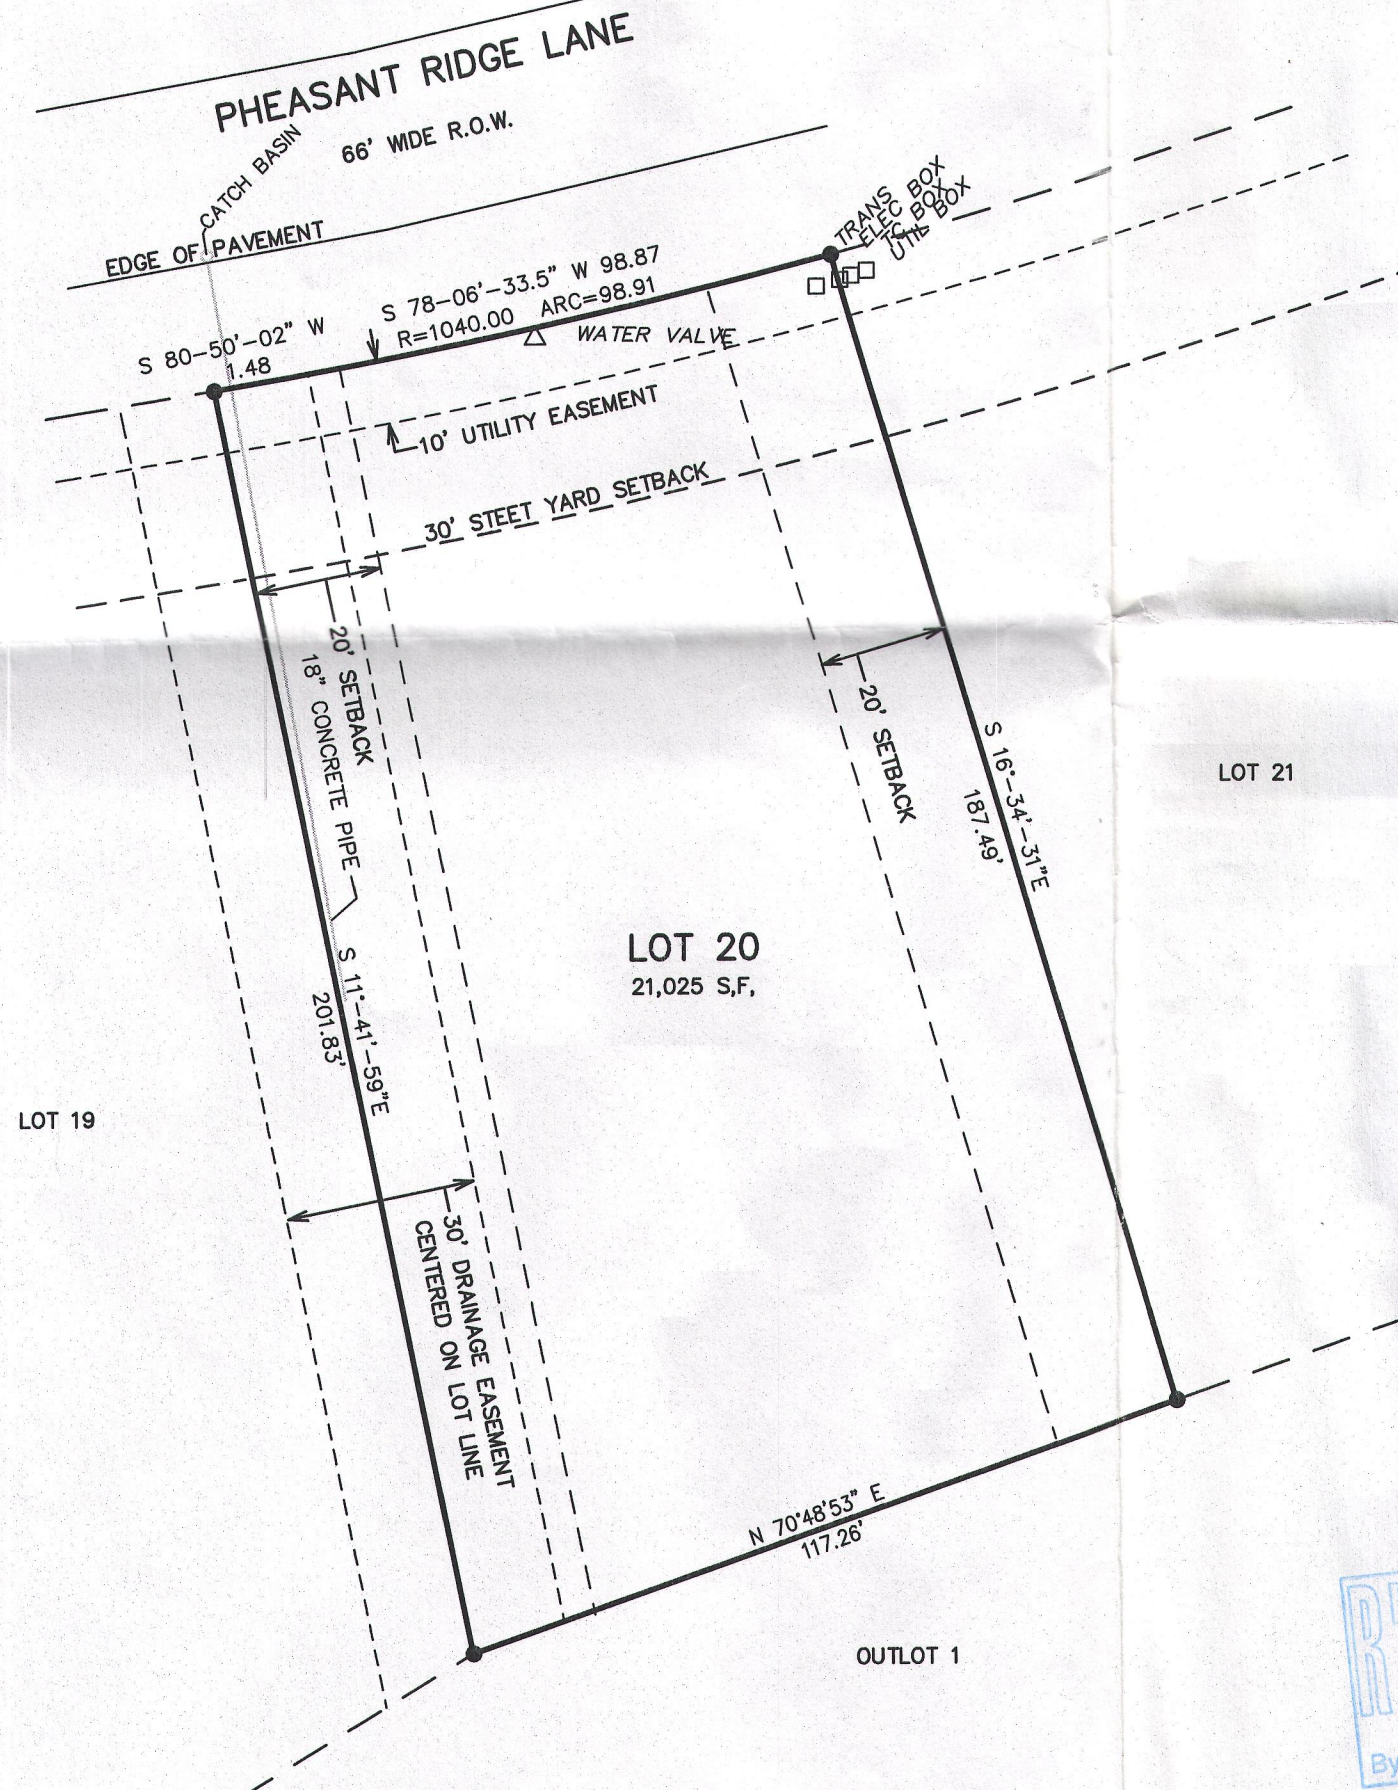 PHEASANT RIDGE LANE
66' WIDE R.O.W.
CATCH BASIN
EDGE OF PAVEMENT
TRANS BOX
ELEC BOX
TC BOX
UTIL BOX
S 78-06'-33.5" W 98.87
R=1040.00 ARC=98.91
S 80-50'-02" W
1.48
WATER VALVE
10' UTILITY EASEMENT
30' STEET YARD SETBACK
20' SETBACK
18" CONCRETE PIPE
20' SETBACK
S 16°-34'-31"E
187.49'
LOT 21
LOT 20
21,025 S,F,
S 11°-41'-59"E
201.83'
LOT 19
30' DRAINAGE EASEMENT
CENTERED ON LOT LINE
N 70°48'53" E
117.26'
OUTLOT 1
By